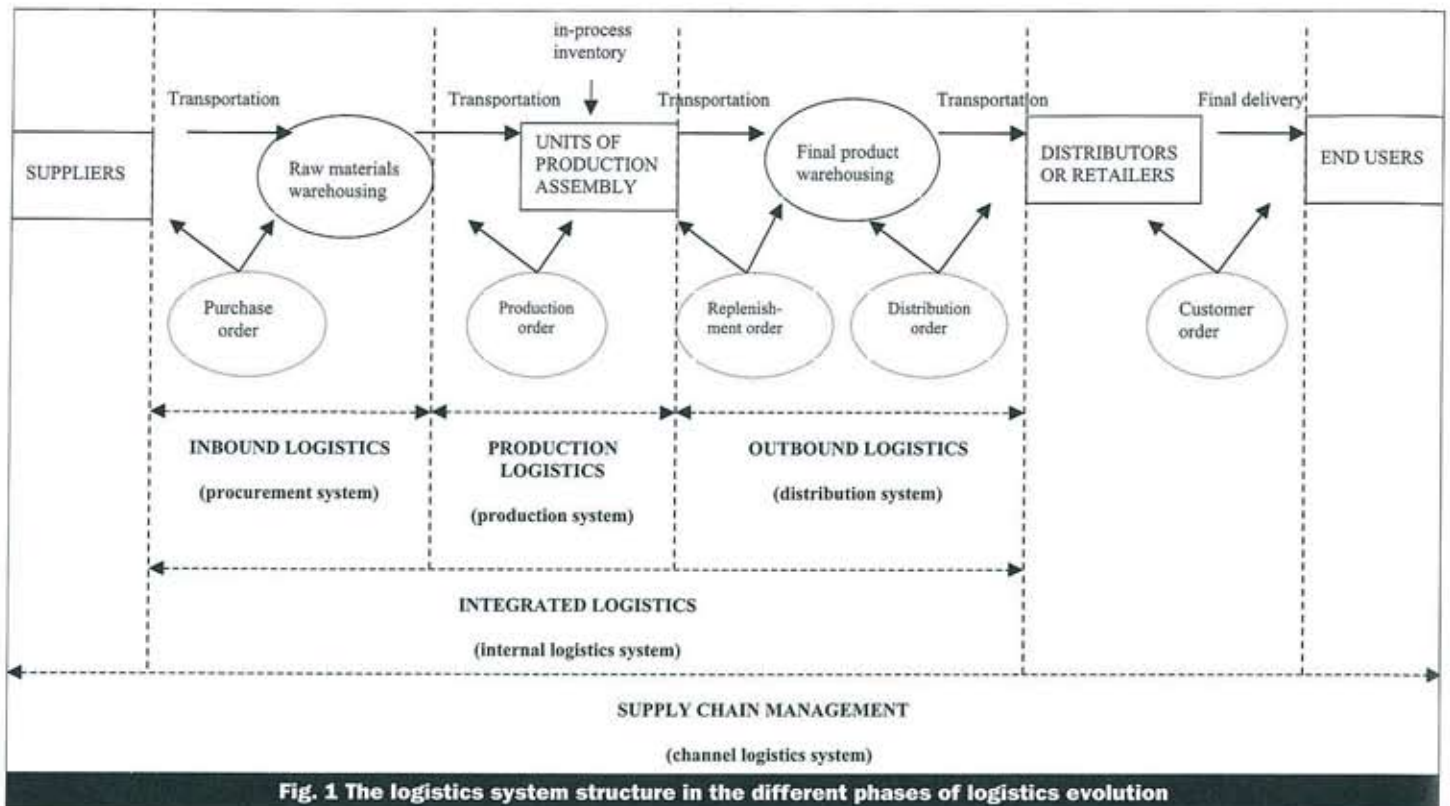 in-process
inventory
Transportation
Transportation
Transportation
Transportation
Final delivery
SUPPLIERS
Raw materials
warehousing
UNITS OF
PRODUCTION
ASSEMBLY
Final product
warehousing
DISTRIBUTORS
OR RETAILERS
END USERS
Purchase
order
Production
order
Replenish-
ment order
Distribution
order
Customer
order
INBOUND LOGISTICS
(procurement system)
PRODUCTION
LOGISTICS
(production system)
OUTBOUND LOGISTICS
(distribution system)
INTEGRATED LOGISTICS
(internal logistics system)
SUPPLY CHAIN MANAGEMENT
(channel logistics system)
Fig. 1 The logistics system structure in the different phases of logistics evolution